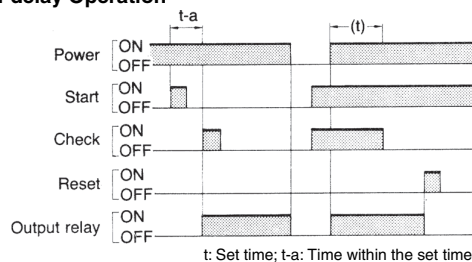 delay Operation
t-a
(t)
Power ON
OFF
Start ON
OFF
Check ON
OFF
Reset ON
OFF
Output relay ON
OFF
t: Set time; t-a: Time within the set time